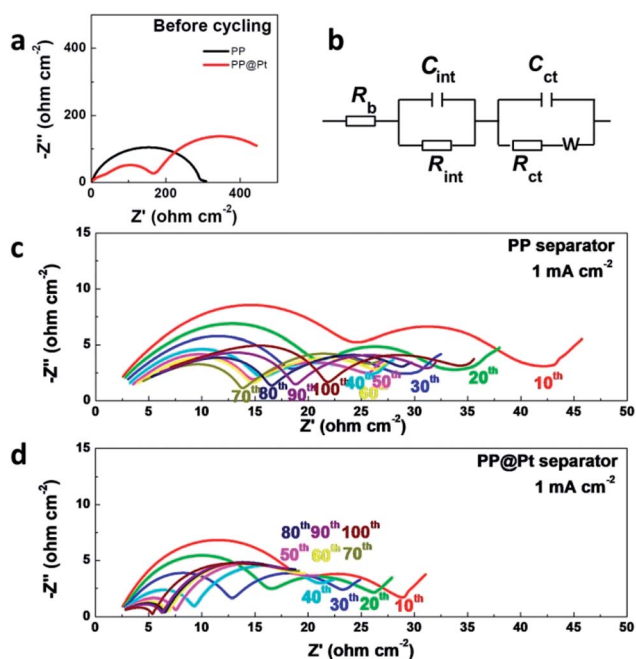 a
Before cycling
PP
PP@Pt
400
200
0
0
200
400
-Z'' (ohm cm⁻²)
Z' (ohm cm⁻²)
b
C_int
C_ct
R_b
R_int
R_ct
W
c
PP separator
1 mA cm⁻²
15
10
5
0
-Z'' (ohm cm⁻²)
70ᵗʰ
80ᵗʰ
90ᵗʰ
100ᵗʰ
40ᵗʰ
50ᵗʰ
60
30ᵗʰ
20ᵗʰ
10ᵗʰ
0 5 10 15 20 25 30 35 40 45 50
Z' (ohm cm⁻²)
d
PP@Pt separator
1 mA cm⁻²
15
10
5
0
-Z'' (ohm cm⁻²)
80ᵗʰ 90ᵗʰ 100ᵗʰ
50ᵗʰ 60ᵗʰ 70ᵗʰ
40ᵗʰ
30ᵗʰ
20ᵗʰ
10ᵗʰ
0 5 10 15 20 25 30 35 40 45 50
Z' (ohm cm⁻²)